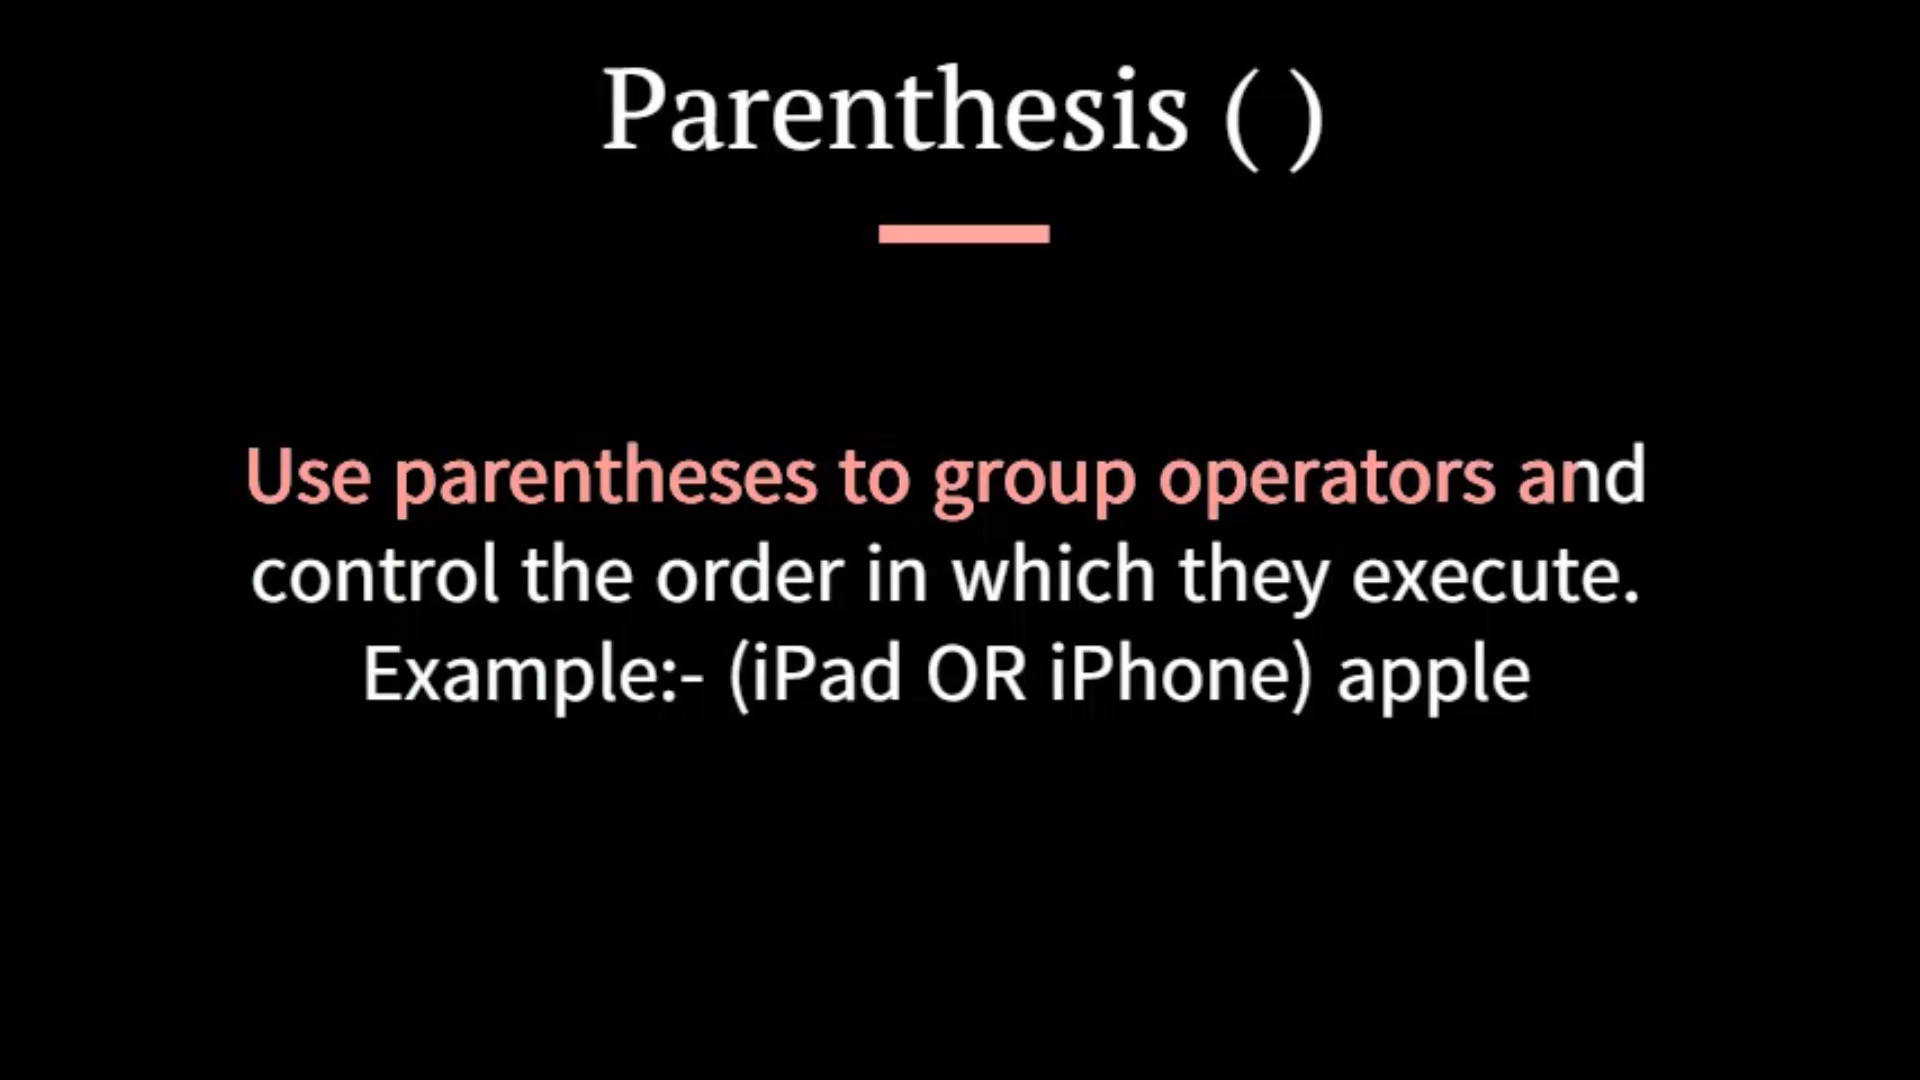 Parenthesis ( )
Use parentheses to group operators and
control the order in which they execute.
Example:- (iPad OR iPhone) apple